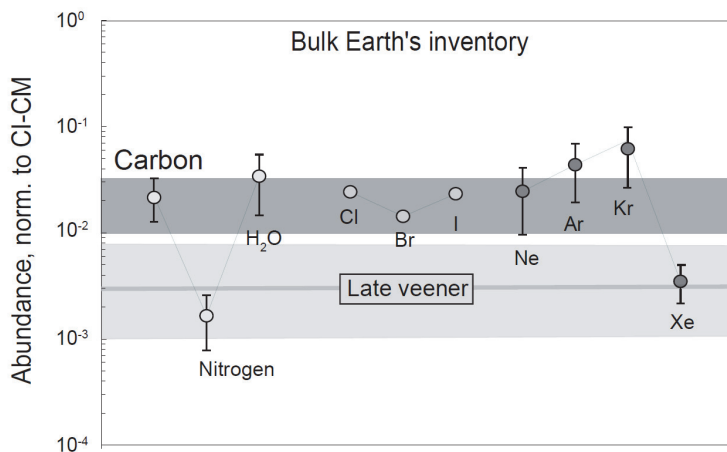 Bulk Earth's inventory
Abundance, norm. to CI-CM
10⁰
10⁻¹
10⁻²
10⁻³
10⁻⁴
Carbon
Nitrogen
H₂O
Cl
Br
I
Ne
Ar
Kr
Xe
Late veener